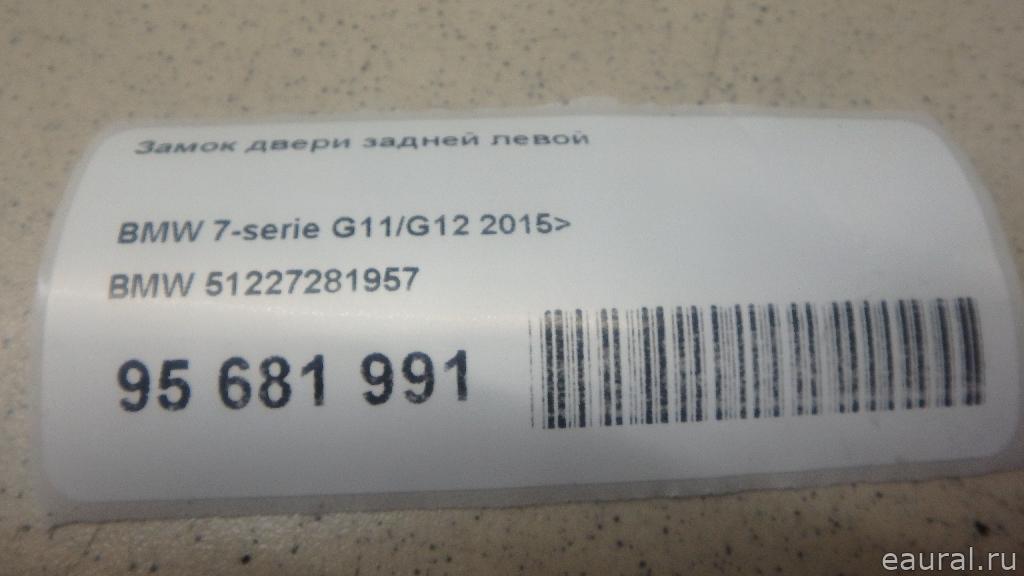 Замок двери задней левой
BMW 7-serie G11/G12 2015>
BMW 51227281957
95 681 991
eaural.ru